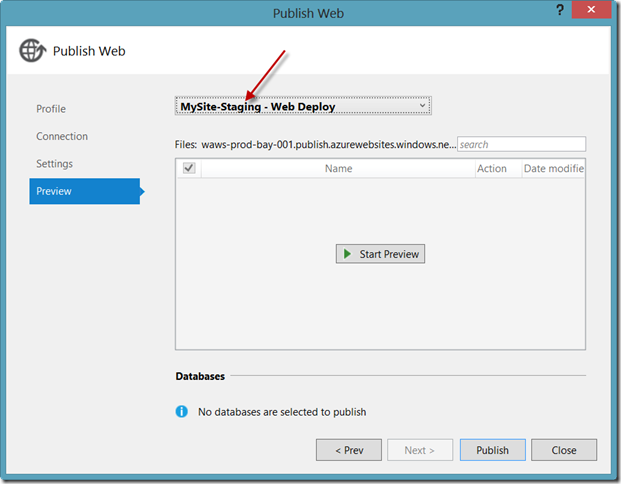 Publish Web
?
Publish Web
Profile
Connection
Settings
Preview
MySite-Staging - Web Deploy
Files: waws-prod-bay-001.publish.azurewebsites.windows.ne... search
Name Action Date modifie
Start Preview
Databases
No databases are selected to publish
< Prev Next > Publish Close